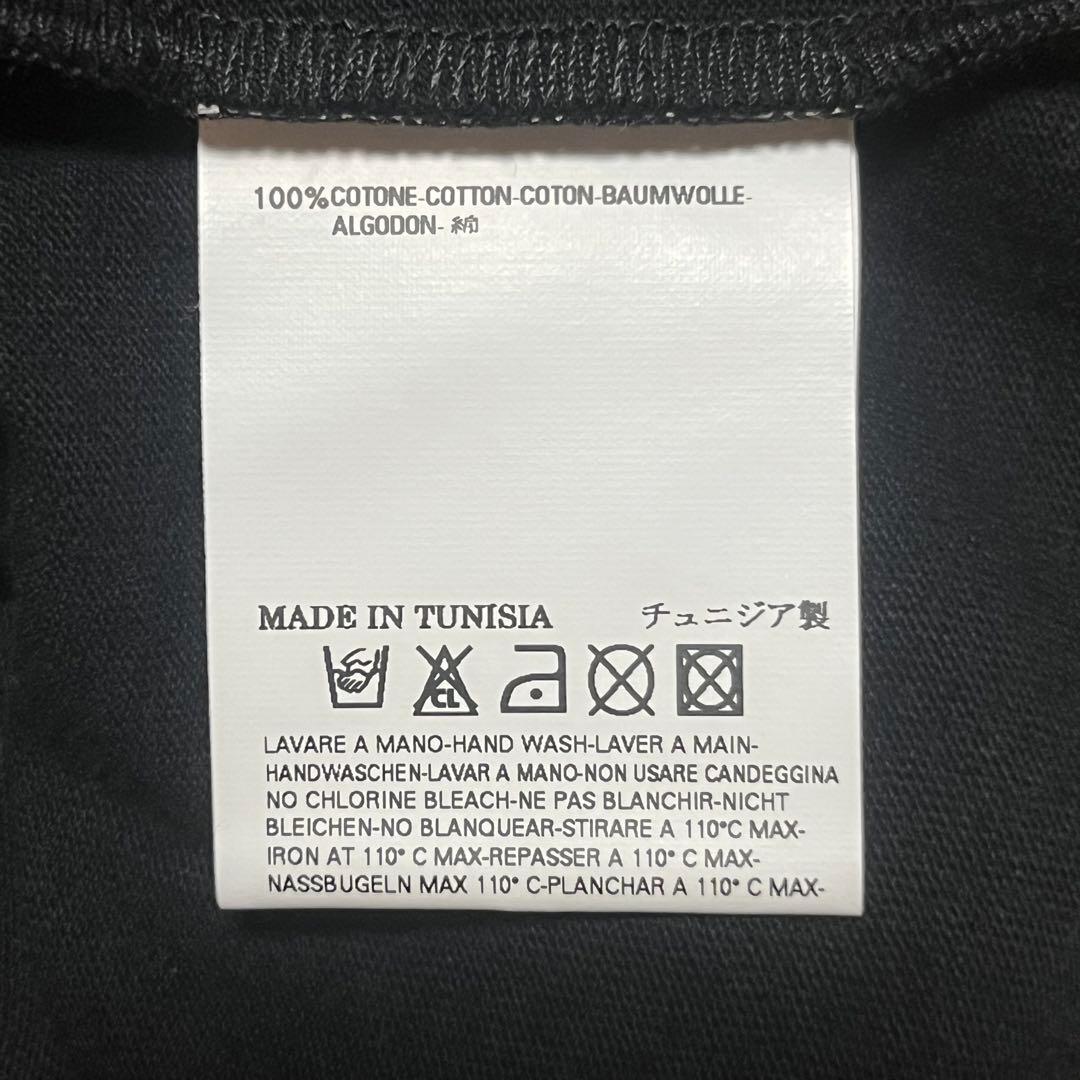 100%COTONE-COTTON-COTON-BAUMWOLLE-
ALGODON- 綿
MADE IN TUNISIA チュニジア製
CL
LAVARE A MANO-HAND WASH-LAVER A MAIN-
HANDWASCHEN-LAVAR A MANO-NON USARE CANDEGGINA
NO CHLORINE BLEACH-NE PAS BLANCHIR-NICHT
BLEICHEN-NO BLANQUEAR-STIRARE A 110°C MAX-
IRON AT 110° C MAX-REPASSER A 110° C MAX-
NASSBUGELN MAX 110° C-PLANCHAR A 110° C MAX-